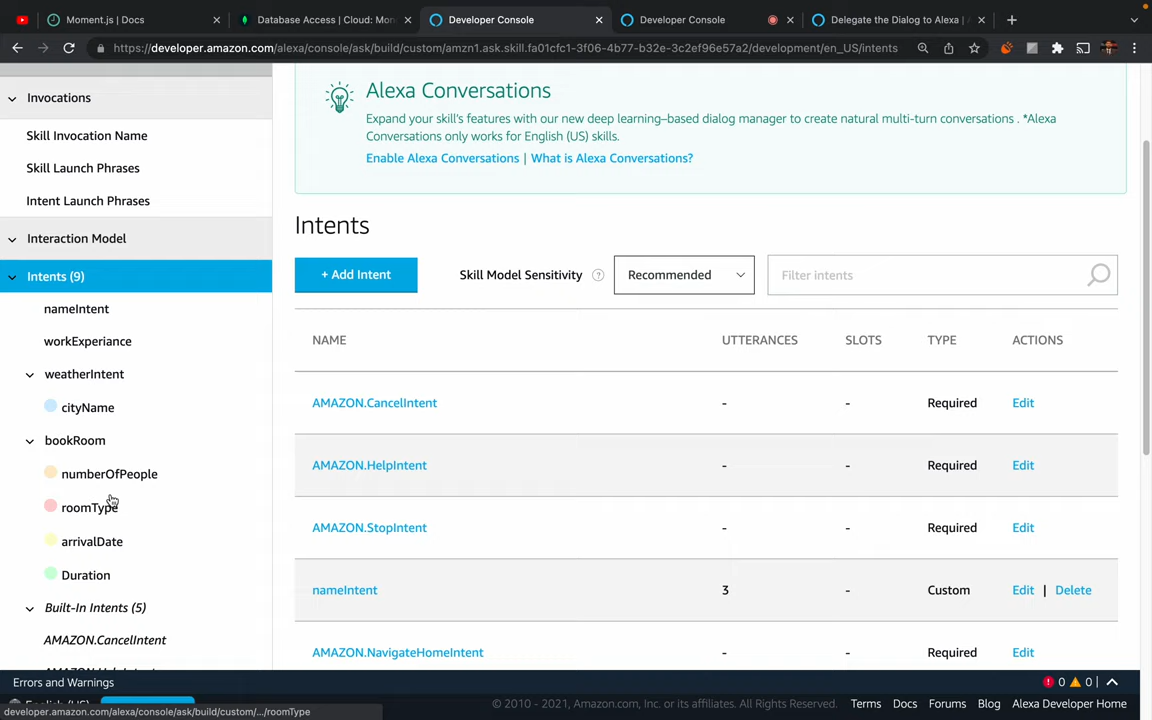 Moment.js | Docs
Database Access | Cloud: Mon
Developer Console
Developer Console
Delegate the Dialog to Alexa |
https://developer.amazon.com/alexa/console/ask/build/custom/amzn1.ask.skill.fa01cfc1-3f06-4b77-b32e-3c2ef96e57a2/development/en_US/intents
Invocations
Skill Invocation Name
Skill Launch Phrases
Intent Launch Phrases
Interaction Model
Intents (9)
nameIntent
workExperiance
weatherIntent
cityName
bookRoom
numberOfPeople
roomType
arrivalDate
Duration
Built-In Intents (5)
AMAZON.CancelIntent
Alexa Conversations
Expand your skill's features with our new deep learning–based dialog manager to create natural multi-turn conversations . *Alexa
Conversations only works for English (US) skills.
Enable Alexa Conversations | What is Alexa Conversations?
Intents
+ Add Intent
Skill Model Sensitivity ?
Recommended
Filter intents
NAME UTTERANCES SLOTS TYPE ACTIONS
AMAZON.CancelIntent - - Required Edit
AMAZON.HelpIntent - - Required Edit
AMAZON.StopIntent - - Required Edit
nameIntent 3 - Custom Edit | Delete
AMAZON.NavigateHomeIntent - - Required Edit
Errors and Warnings
0 0 |
English (US)
© 2010 - 2021, Amazon.com, Inc. or its affiliates. All Rights Reserved. Terms Docs Forums Blog Alexa Developer Home
developer.amazon.com/alexa/console/ask/build/custom/.../roomType